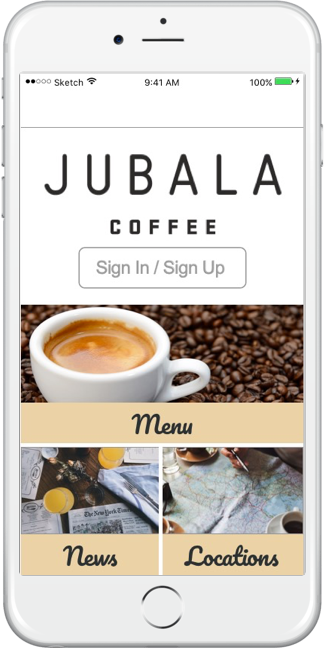 Sketch 9:41 AM 100%
JUBALA
COFFEE
Sign In / Sign Up
Menu
The New York Times
News Locations